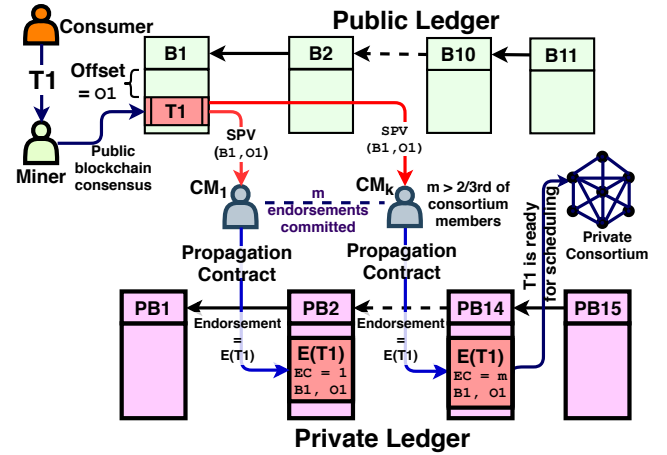 Consumer
Public Ledger
T1
Offset
= O1
B1
B2
B10
B11
T1
Miner
Public
blockchain
consensus
SPV
(B1,O1)
SPV
(B1,O1)
CM1
m
endorsements
committed
CMk
m > 2/3rd of
consortium
members
T1 is ready
for scheduling
Private
Consortium
Propagation
Contract
Propagation
Contract
PB1
PB2
PB14
PB15
Endorsement
=
E(T1)
Endorsement
=
E(T1)
E(T1)
EC = 1
B1, O1
E(T1)
EC = m
B1, O1
Private Ledger